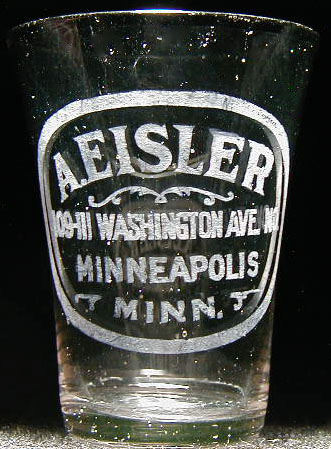 A.EISLER
109-111 WASHINGTON AVE. NO.
MINNEAPOLIS
MINN.